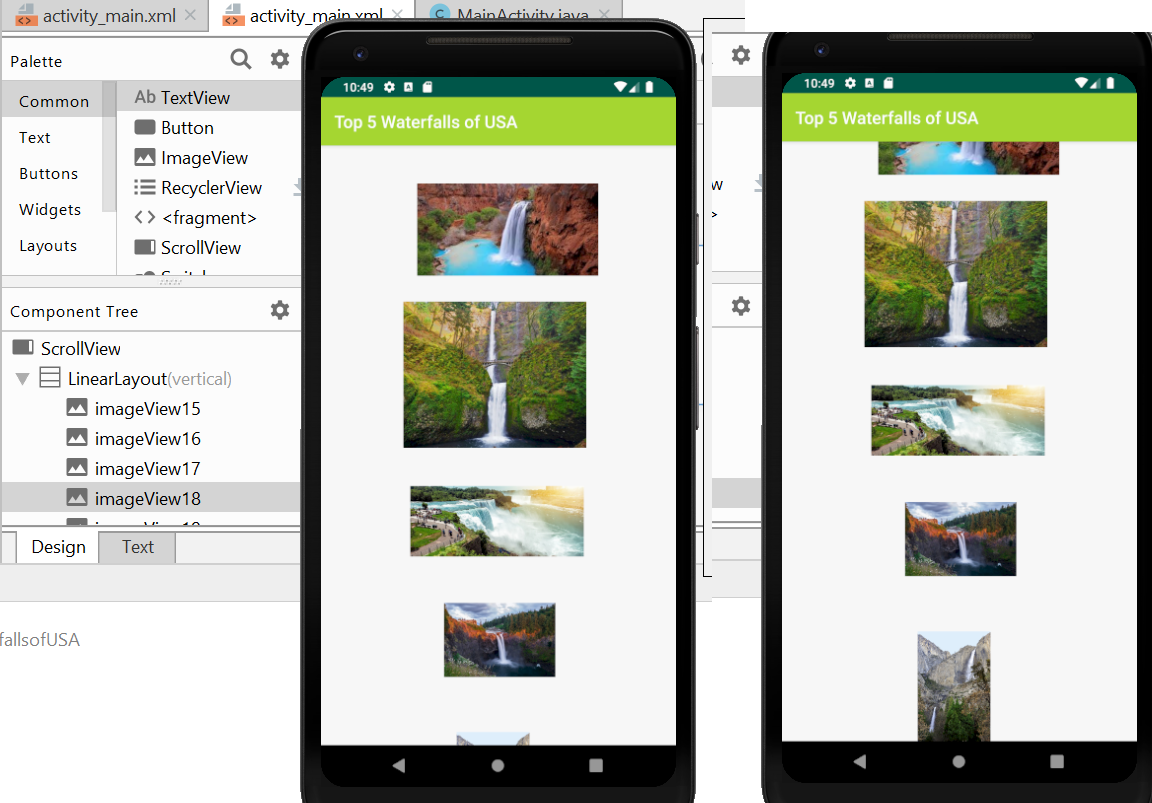 activity_main.xml
activity_main.xml
MainActivity.java
Palette
Common
Text
Buttons
Widgets
Layouts
Ab TextView
Button
ImageView
RecyclerView
<fragment>
ScrollView
Component Tree
ScrollView
LinearLayout(vertical)
imageView15
imageView16
imageView17
imageView18
Design
Text
fallsofUSA
10:49
Top 5 Waterfalls of USA
w
>
10:49
Top 5 Waterfalls of USA